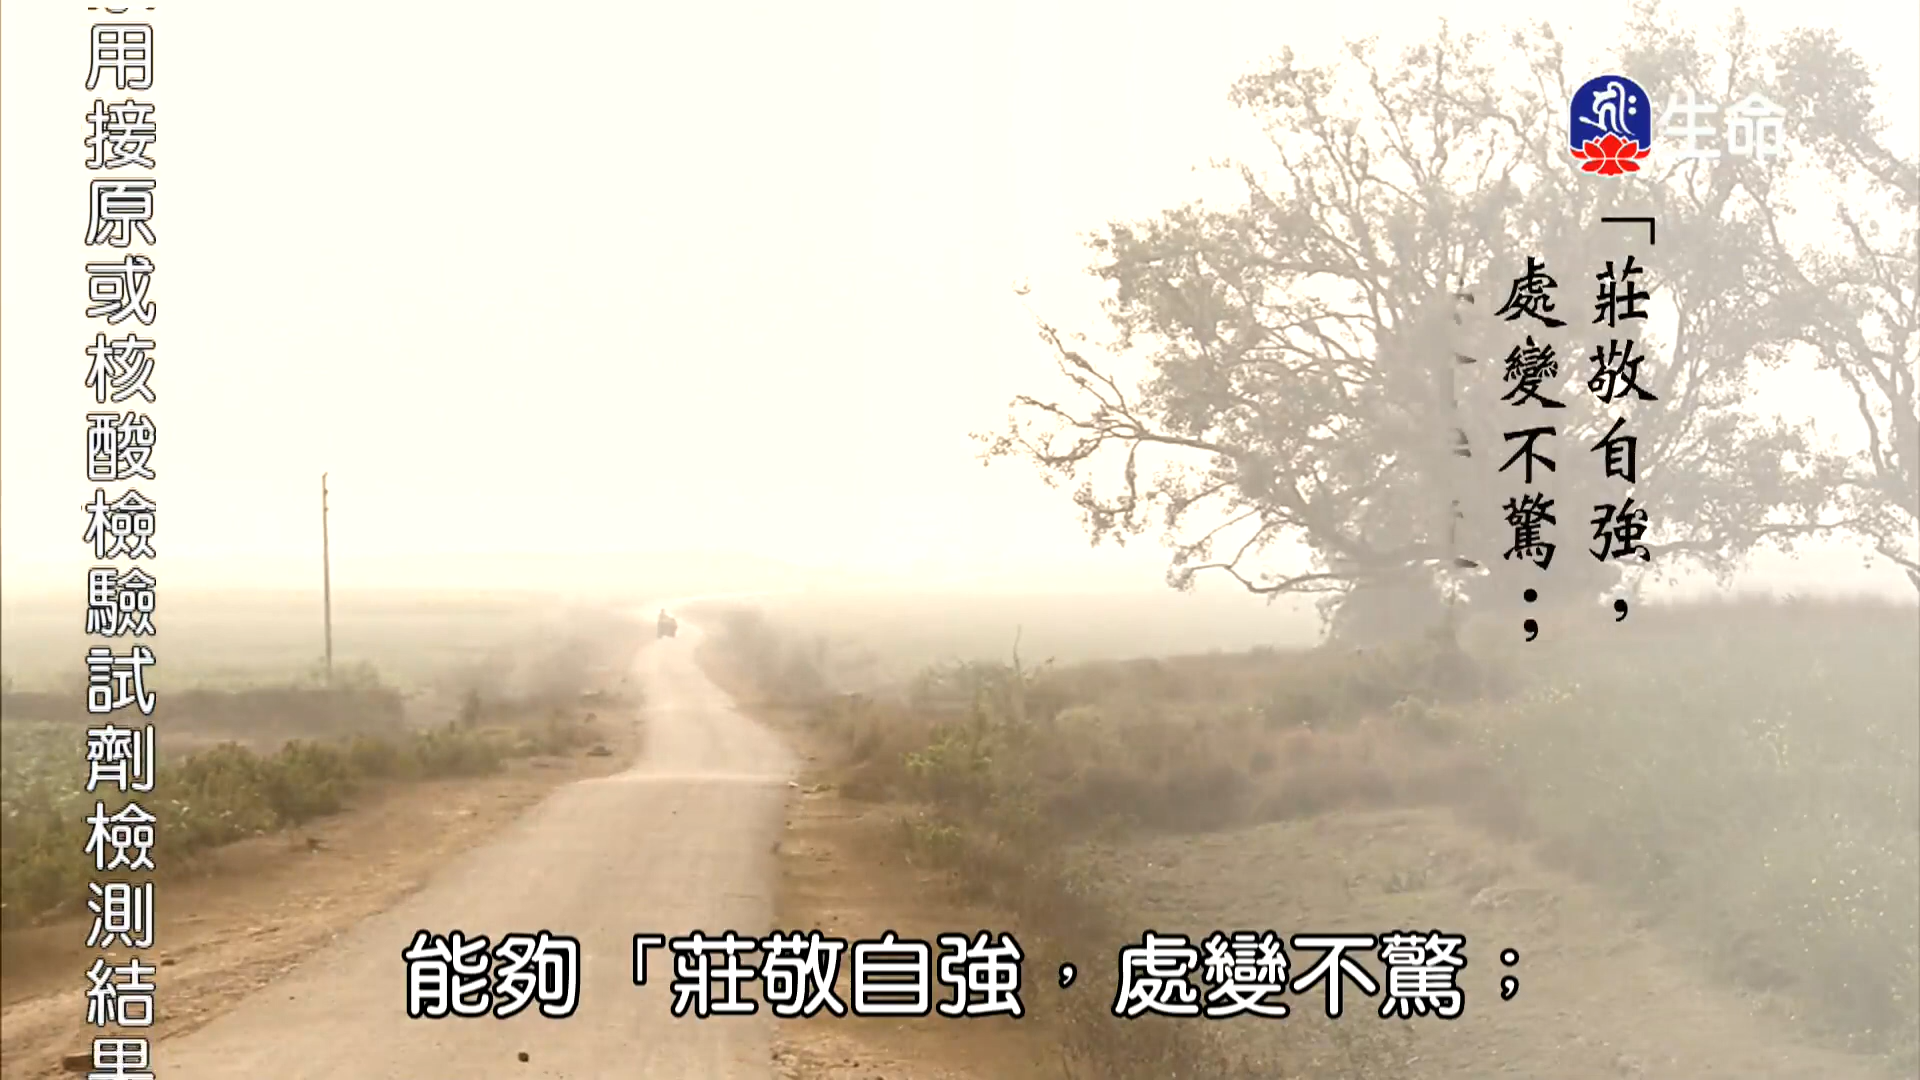 生命
「莊敬自強，
處變不驚；
用接原或核酸檢驗試劑檢測結果
能夠「莊敬自強，處變不驚；